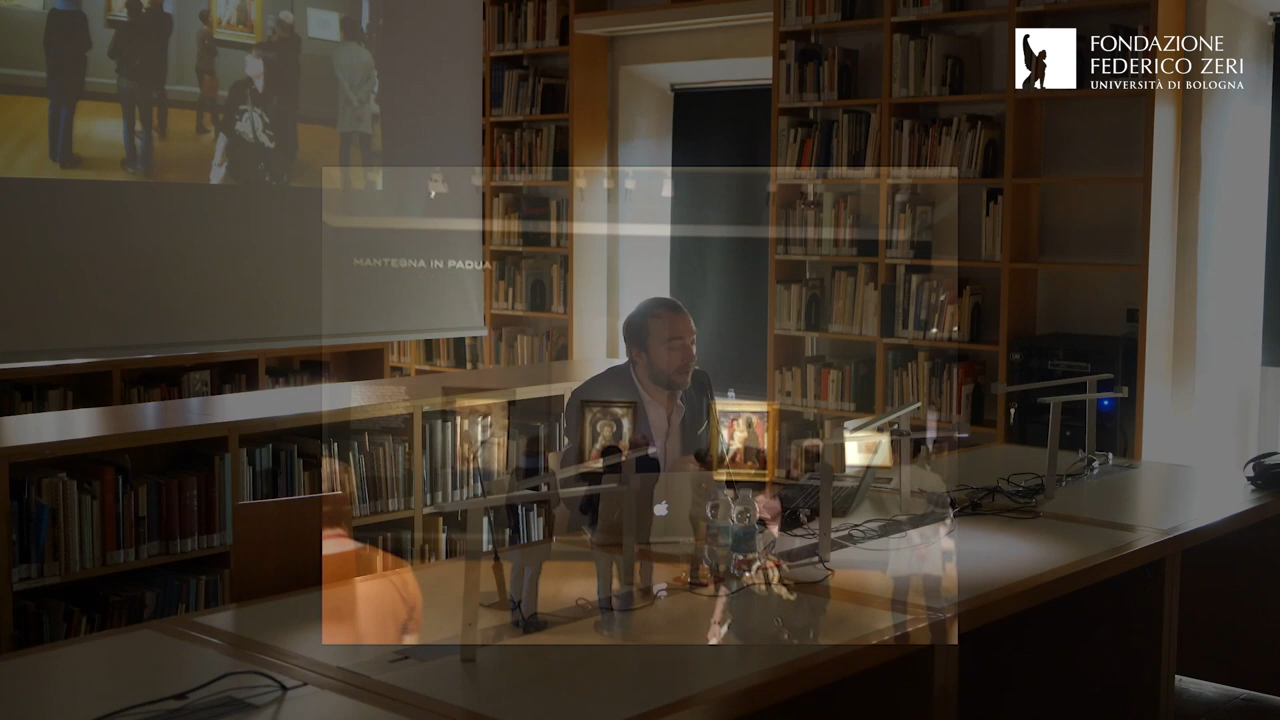 FONDAZIONE
FEDERICO ZERI
UNIVERSITÀ DI BOLOGNA
MANTEGNA IN PADUA